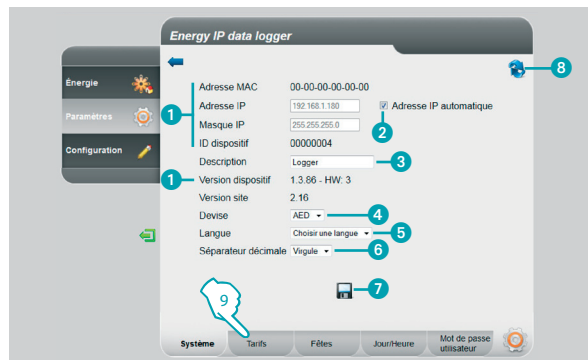 Energy IP data logger
8
Énergie
Paramètres
Configuration
1
Adresse MAC 00-00-00-00-00-00
Adresse IP 192.168.1.180 Adresse IP automatique
2
Masque IP 255.255.255.0
ID dispositif 00000004
Description Logger 3
1 Version dispositif 1.3.86 - HW: 3
Version site 2.16
Devise AED 4
Langue Choisir une langue 5
Séparateur décimale Virgule 6
7
9
Système Tarifs Fêtes Jour/Heure Mot de passe
utilisateur